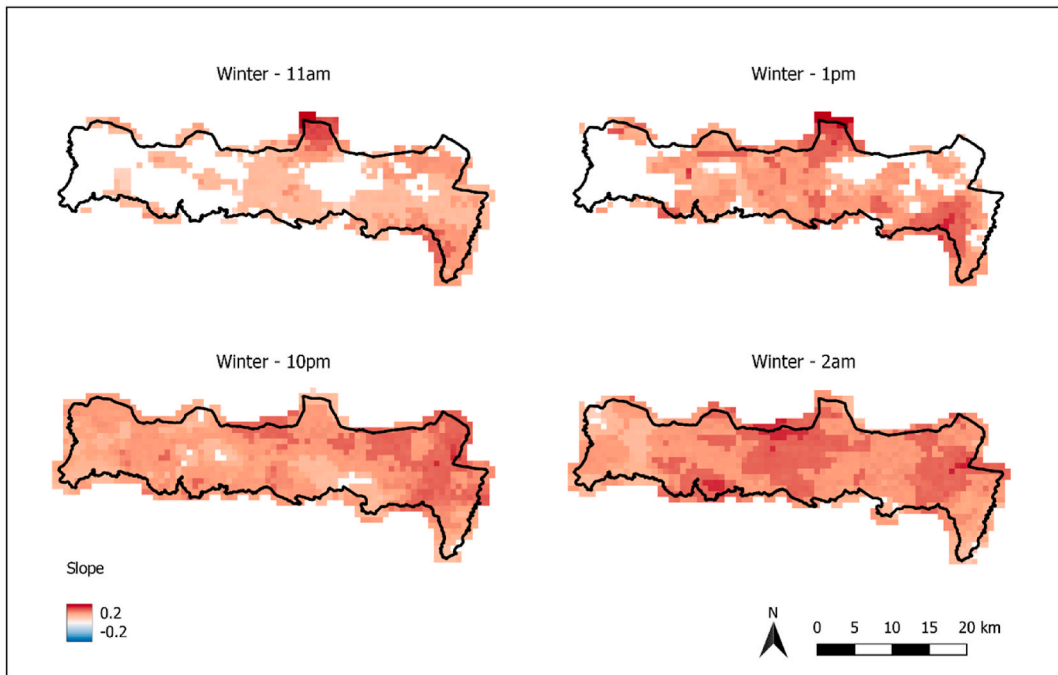 Winter - 11am
Winter - 1pm
Winter - 10pm
Winter - 2am
Slope
0.2
-0.2
N
0 5 10 15 20 km